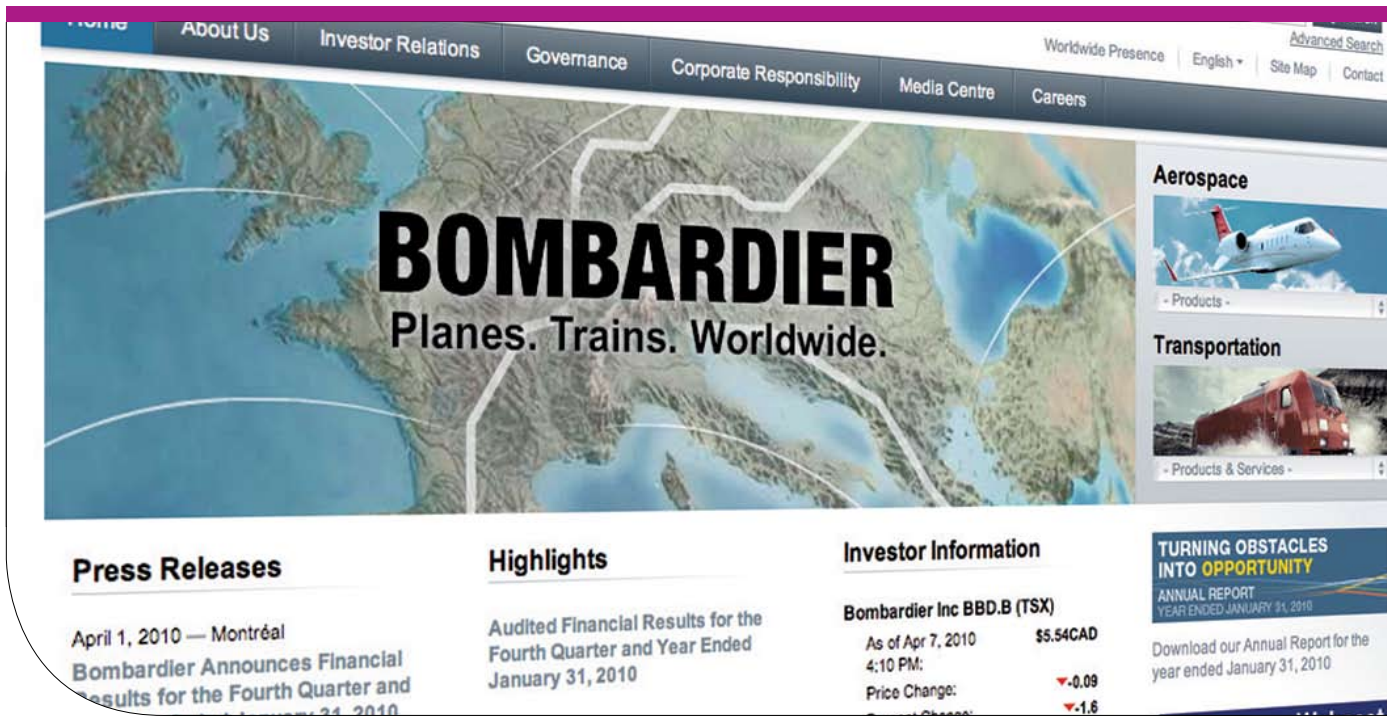 Advanced Search
Worldwide Presence English Site Map Contact
Home About Us Investor Relations Governance Corporate Responsibility Media Centre Careers
BOMBARDIER
Planes. Trains. Worldwide.
Aerospace
- Products -
Transportation
- Products & Services -
Press Releases
April 1, 2010 — Montréal
Bombardier Announces Financial
Results for the Fourth Quarter and
January 31, 2010
Highlights
Audited Financial Results for the
Fourth Quarter and Year Ended
January 31, 2010
Investor Information
Bombardier Inc BBD.B (TSX)
As of Apr 7, 2010 $5.54CAD
4:10 PM:
Price Change: -0.09
-1.6
TURNING OBSTACLES
INTO OPPORTUNITY
ANNUAL REPORT
YEAR ENDED JANUARY 31, 2010
Download our Annual Report for the
year ended January 31, 2010